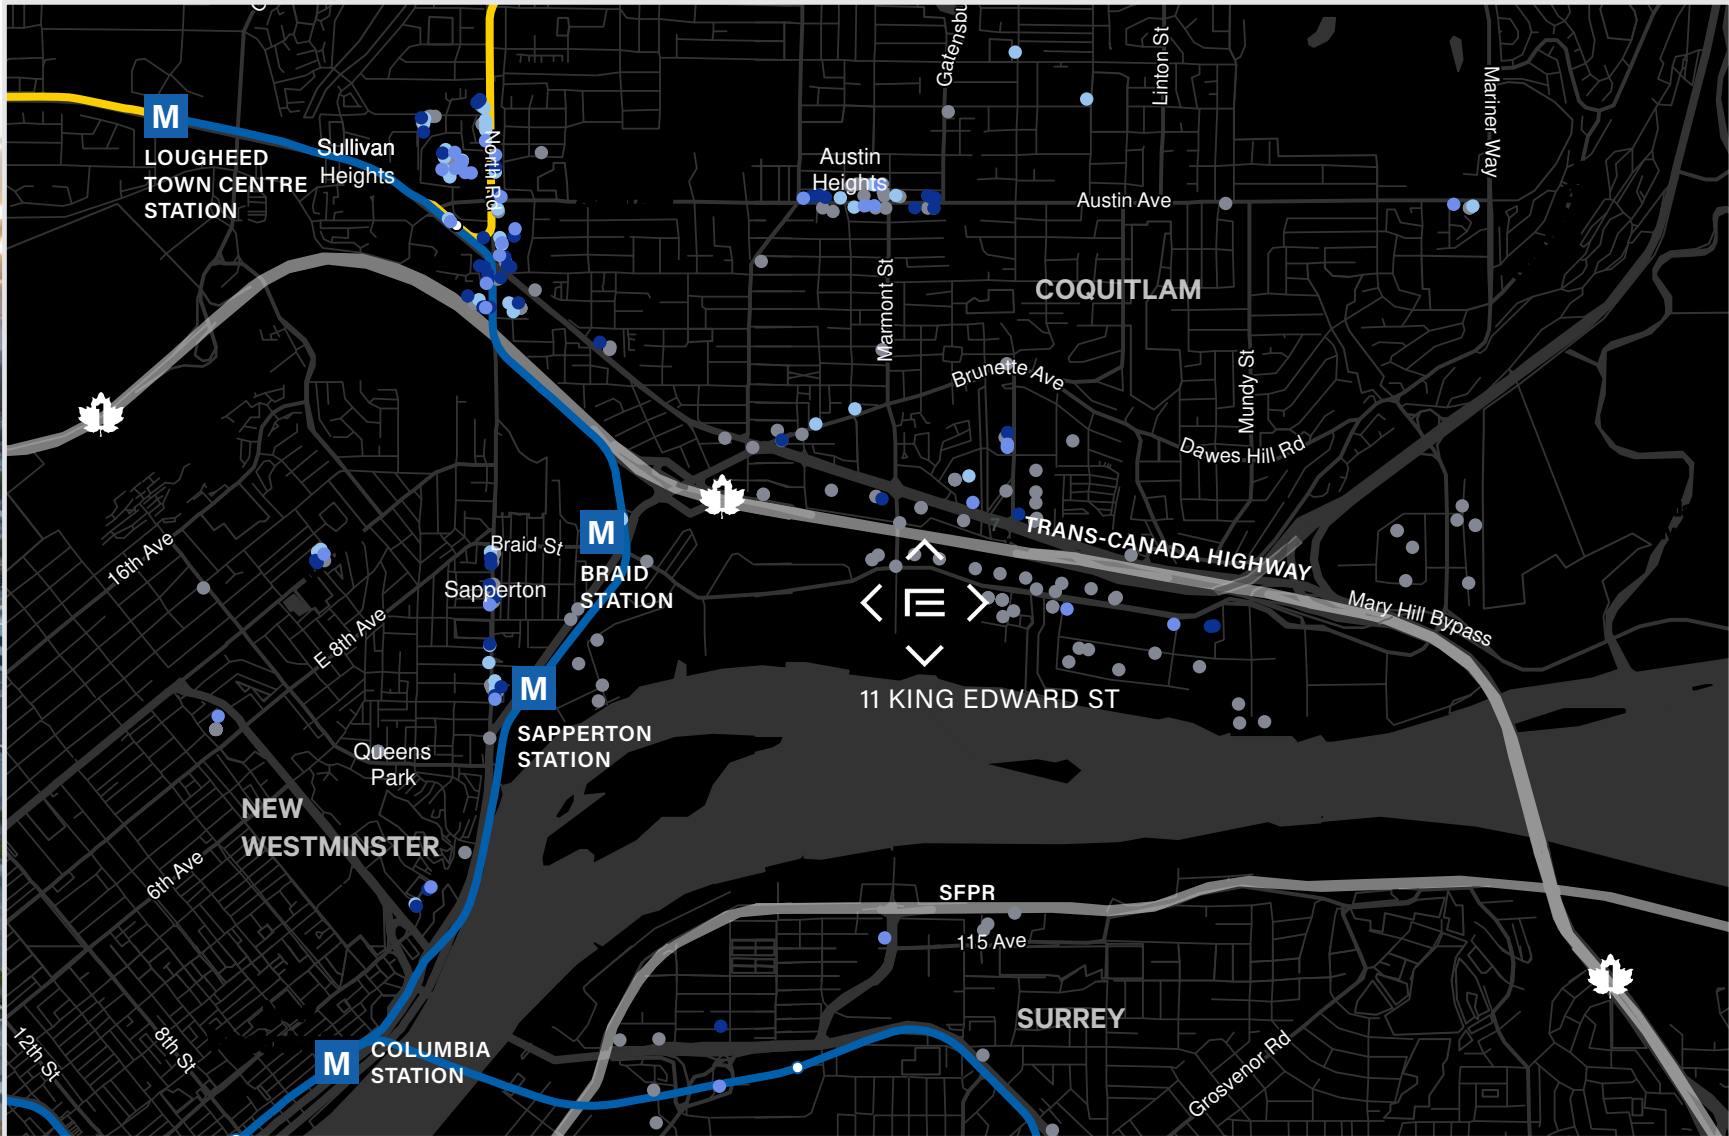 Gatensbu
Linton St
Mariner Way
M
LOUGHEED
TOWN CENTRE
STATION
Sullivan
Heights
North Rd
Austin
Heights
Austin Ave
COQUITLAM
Marmont St
Brunette Ave
Mundy St
Dawes Hill Rd
1
1
7
TRANS-CANADA HIGHWAY
16th Ave
Braid St
M
BRAID
STATION
Sapperton
E 8th Ave
Mary Hill Bypass
M
SAPPERTON
STATION
11 KING EDWARD ST
Queens
Park
NEW
WESTMINSTER
6th Ave
SFPR
115 Ave
1
SURREY
Grosvenor Rd
12th St
8th St
M
COLUMBIA
STATION